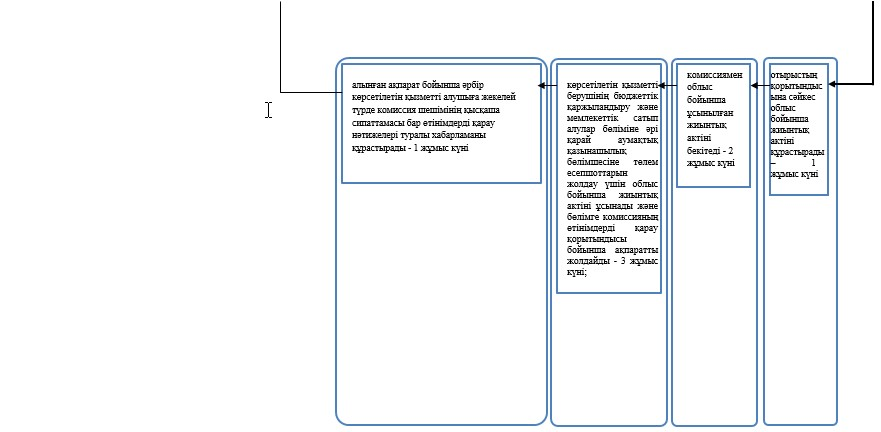 алынған ақпарат бойынша әрбір
көрсетілетін қызметті алушыға жекелей
түрде комиссия шешімінің қысқаша
сипаттамасы бар өтінімдерді қарау
нәтижелері туралы хабарламаны
құрастырады - 1 жұмыс күні
көрсетілетін қызметті
берушінің бюджеттік
қаржыландыру және
мемлекеттік сатып
алулар бөліміне әрі
қарай аумақтық
қазынашылық
бөлімшесіне төлем
есепшоттарын
жолдау үшін облыс
бойынша жиынтық
актіні ұсынады және
бөлімге комиссияның
өтінімдерді қарау
қорытындысы
бойынша ақпаратты
жолдайды - 3 жұмыс
күні;
комиссиямен
облыс
бойынша
ұсынылған
жиынтық
актіні
бекітеді - 2
жұмыс күні
отырыстың
қорытындыс
ына сәйкес
облыс
бойынша
жиынтық
актіні
құрастырады
– 1
жұмыс күні